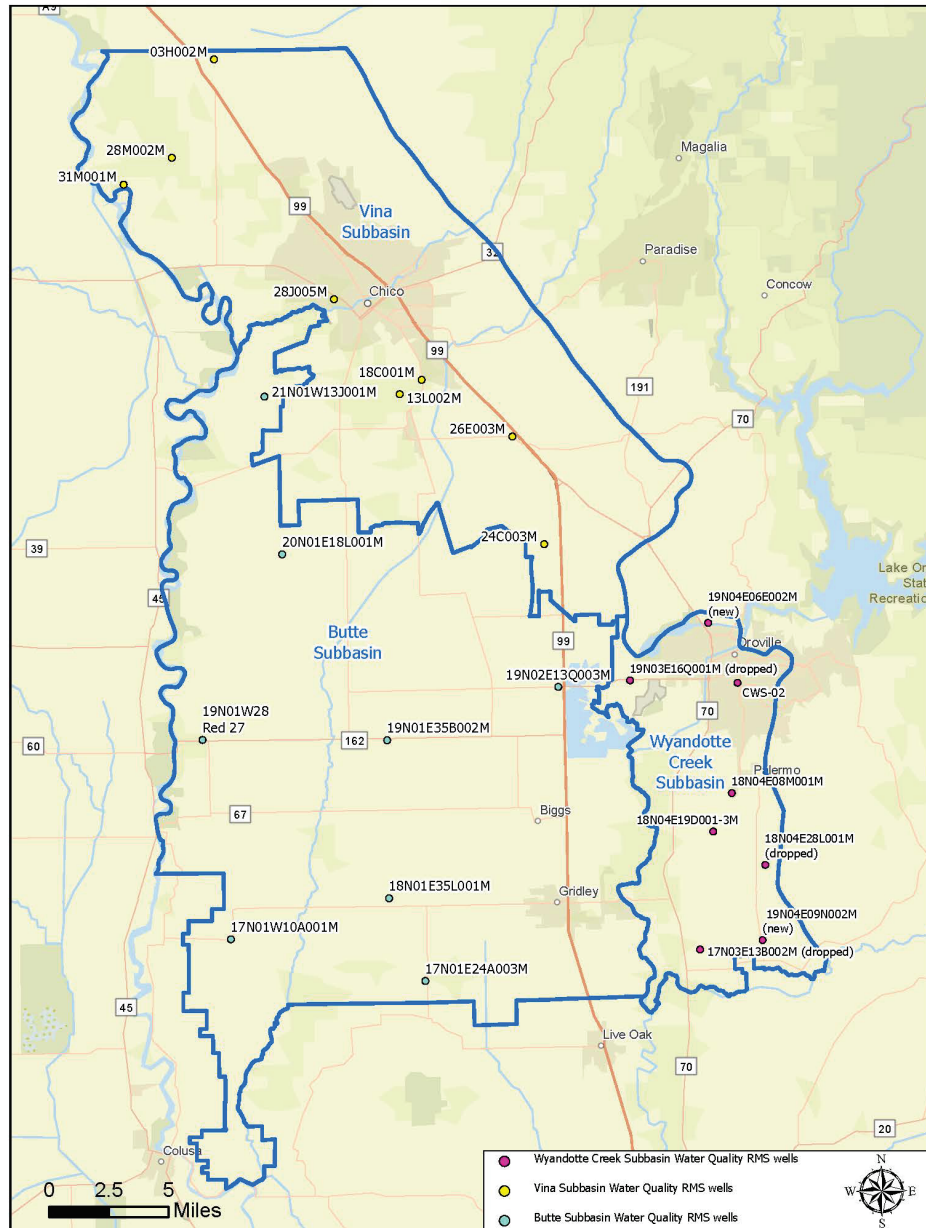 A9
03H002M
28M002M
31M001M
Magalia
99
Vina
Subbasin
32
Paradise
Concow
28J005M
Chico
99
18C001M
13L002M
21N01W13J001M
191
70
26E003M
39
20N01E18L001M
24C003M
45
Lake Or
State
Recreatio
19N04E06E002M
(new)
Butte
Subbasin
99
Oroville
19N03E16Q001M (dropped)
19N02E13Q003M
CWS-02
19N01W28
Red 27
70
60
162
19N01E35B002M
Wyandotte
Creek
Subbasin
Palermo
18N04E08M001M
67
Biggs
18N04E19D001-3M
18N04E28L001M
(dropped)
18N01E35L001M
Gridley
19N04E09N002M
(new)
17N01W10A001M
17N03E13B002M (dropped)
17N01E24A003M
45
Live Oak
70
20
Colusa
Wyandotte Creek Subbasin Water Quality RMS wells
Vina Subbasin Water Quality RMS wells
Butte Subbasin Water Quality RMS wells
N
W E
S
0 2.5 5
Miles